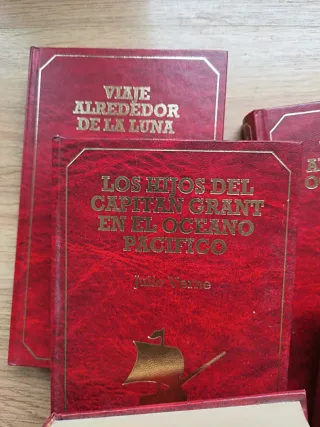 VIAJE
ALREDEDOR
DE LA LUNA
LOS HIJOS DEL
CAPITAN GRANT
EN EL OCEANO
PACIFICO
Julio Verne